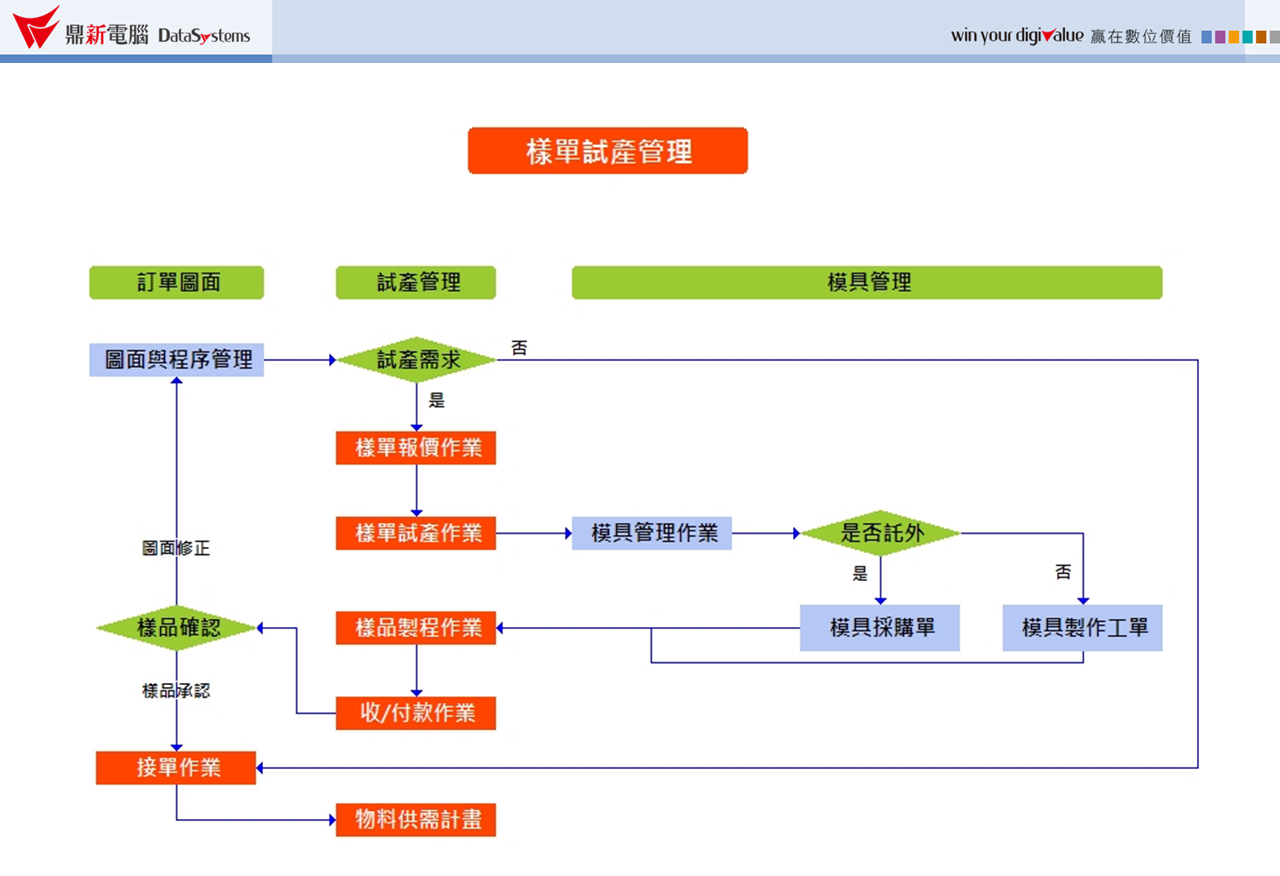 鼎新電腦 DataSystems
win your digivalue 贏在數位價值
樣單試產管理
訂單圖面
試產管理
模具管理
圖面與程序管理
試產需求
否
是
樣單報價作業
樣單試產作業
模具管理作業
是否託外
圖面修正
是
否
樣品確認
樣品製程作業
模具採購單
模具製作工單
樣品承認
收/付款作業
接單作業
物料供需計畫